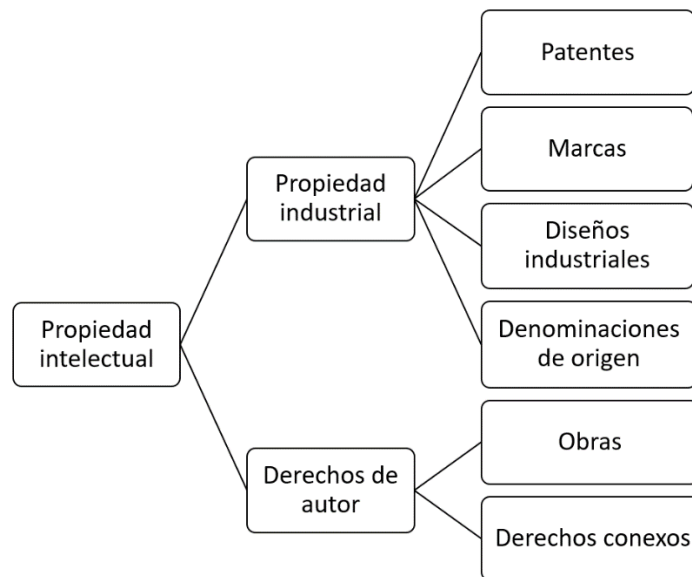 Propiedad
intelectual
Propiedad
industrial
Patentes
Marcas
Diseños
industriales
Denominaciones
de origen
Derechos de
autor
Obras
Derechos conexos